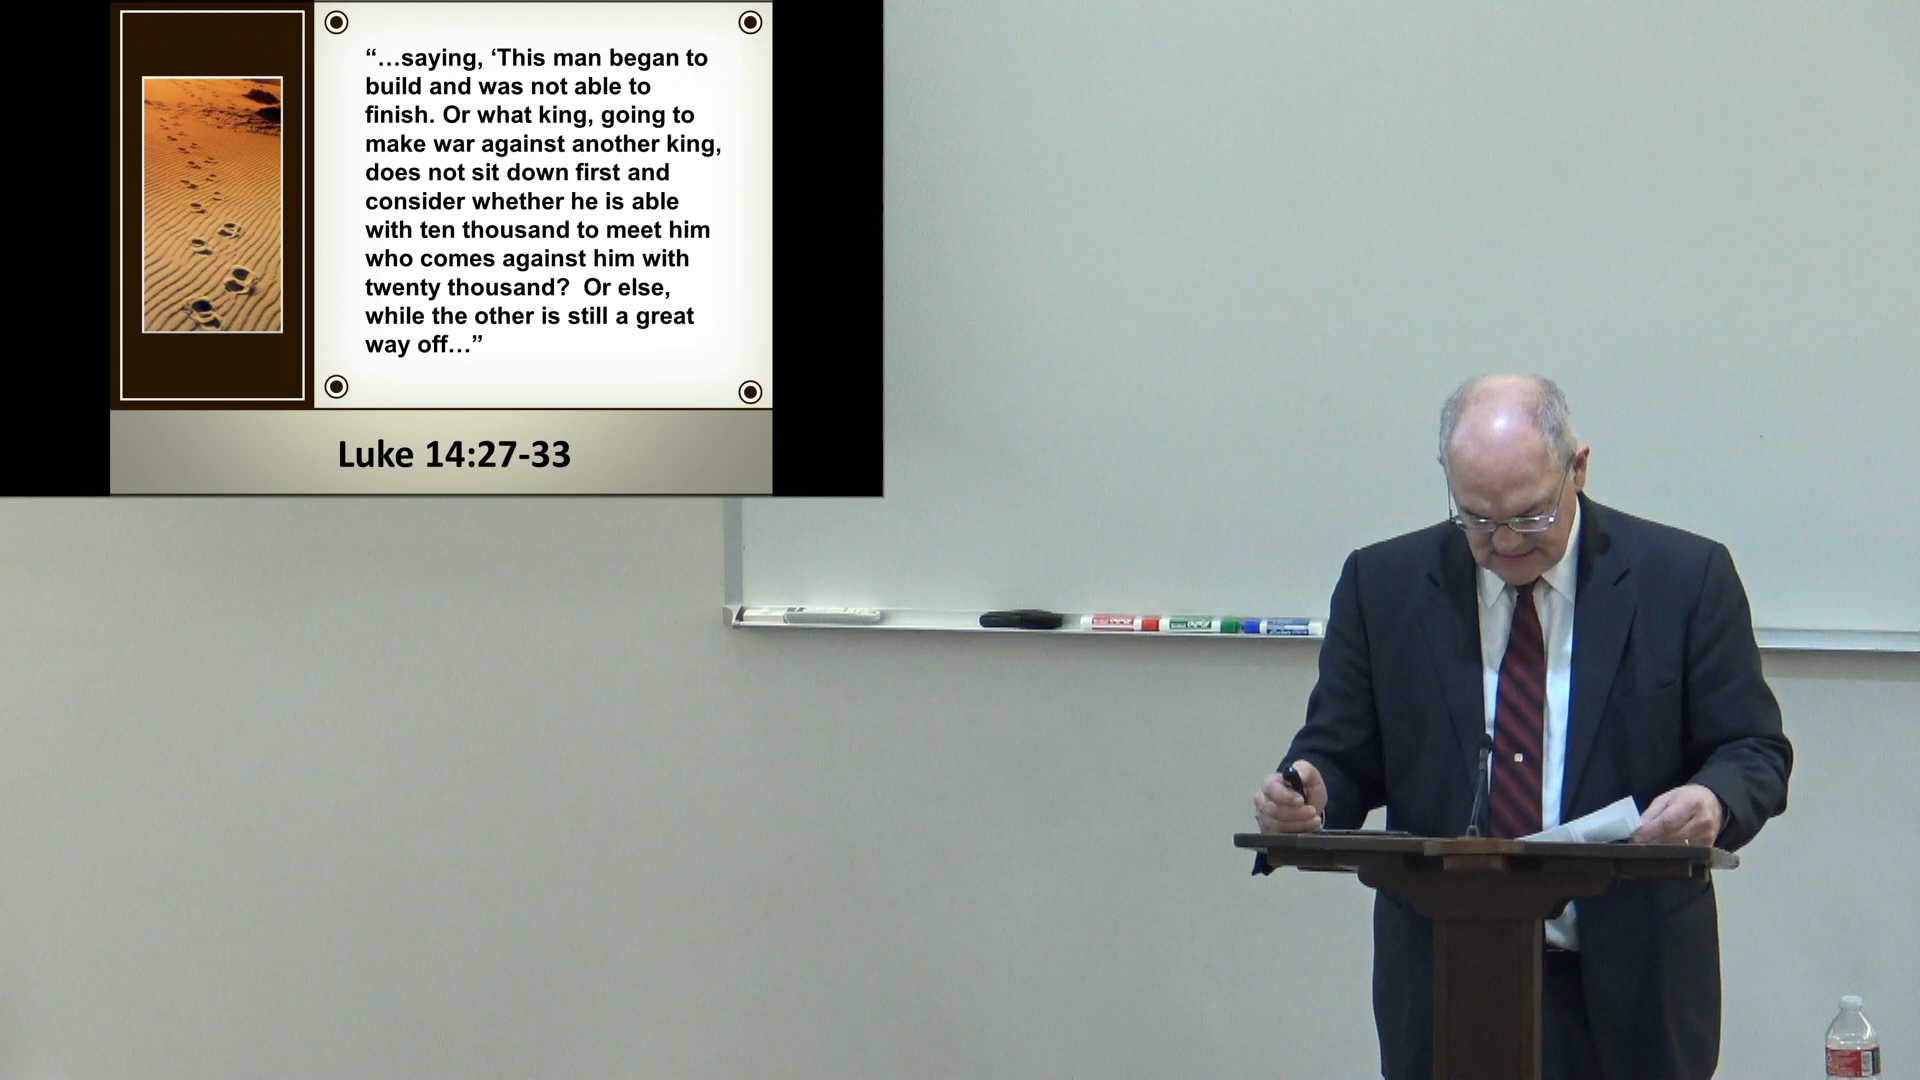 “…saying, ‘This man began to
build and was not able to
finish. Or what king, going to
make war against another king,
does not sit down first and
consider whether he is able
with ten thousand to meet him
who comes against him with
twenty thousand?  Or else,
while the other is still a great
way off…”
Luke 14:27-33